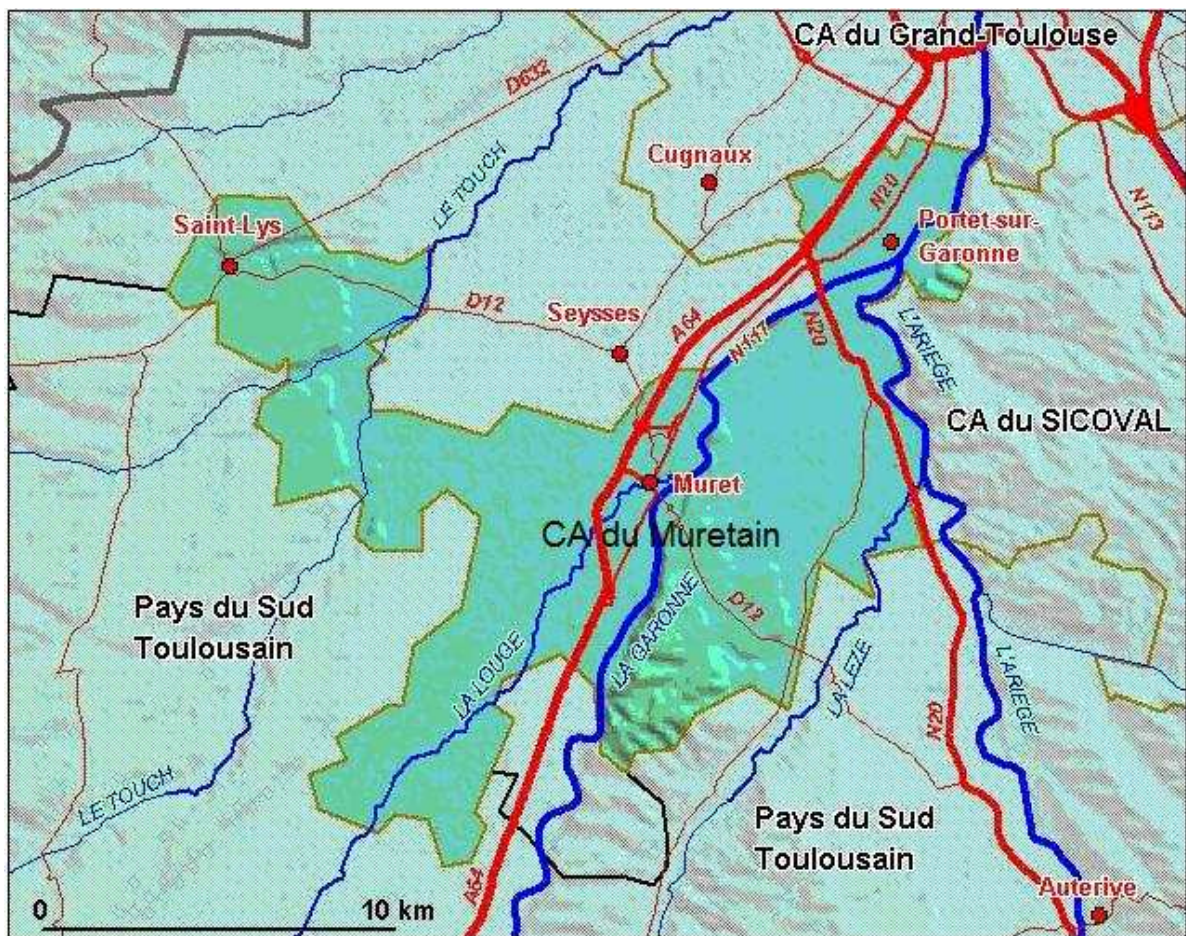 CA du Grand-Toulouse
D632
Cugnaux
LE TOUCH
N20
Saint-Lys
Portet-sur-
Garonne
N113
D12
Seysses
A64
N117
N20
L'ARIEGE
CA du SICOVAL
Muret
CA du Muretain
Pays du Sud
Toulousain
D12
LA GARONNE
LA LOUGE
LA LEZE
L'ARIEGE
N20
LE TOUCH
Pays du Sud
Toulousain
A64
Auterive
0 10 km